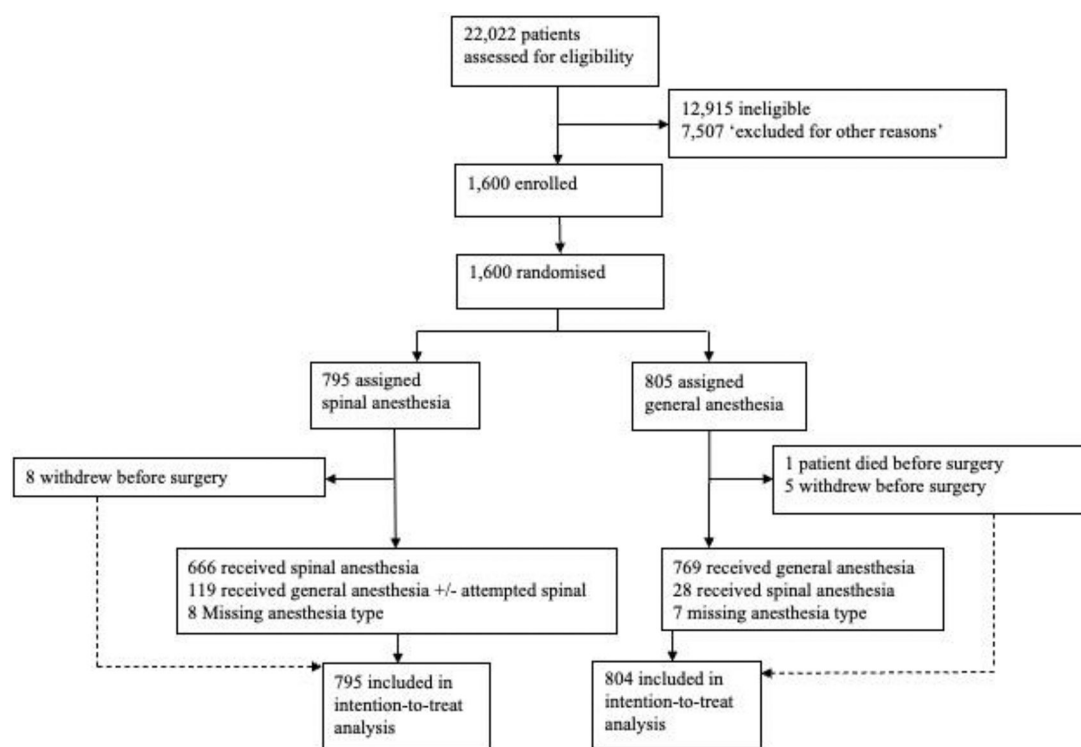 22,022 patients
assessed for eligibility
12,915 ineligible
7,507 ‘excluded for other reasons’
1,600 enrolled
1,600 randomised
795 assigned
spinal anesthesia
805 assigned
general anesthesia
8 withdrew before surgery
1 patient died before surgery
5 withdrew before surgery
666 received spinal anesthesia
119 received general anesthesia +/- attempted spinal
8 Missing anesthesia type
769 received general anesthesia
28 received spinal anesthesia
7 missing anesthesia type
795 included in
intention-to-treat
analysis
804 included in
intention-to-treat
analysis